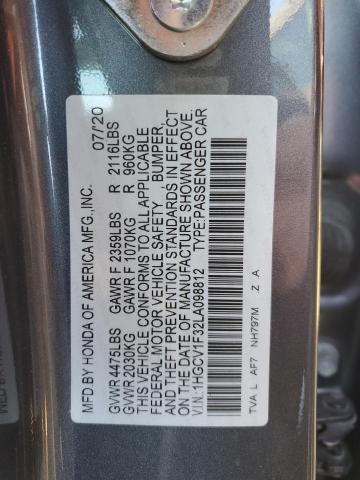 MFD BY HONDA OF AMERICA MFG.,INC. 07/'20
GVWR 4475LBS GAWR F 2359LBS R 2116LBS
GVWR 2030KG GAWR F 1070KG R 960KG
THIS VEHICLE CONFORMS TO ALL APPLICABLE
FEDERAL MOTOR VEHICLE SAFETY , BUMPER,
AND THEFT PREVENTION STANDARDS IN EFFECT
ON THE DATE OF MANUFACTURE SHOWN ABOVE.
V.I.N.:1HGCV1F32LA098812 TYPE:PASSENGER CAR
TVA L AF7 NH797M .Z .A